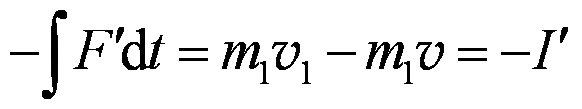 −∫F′dt = m₁v₁ − m₁v = −I′